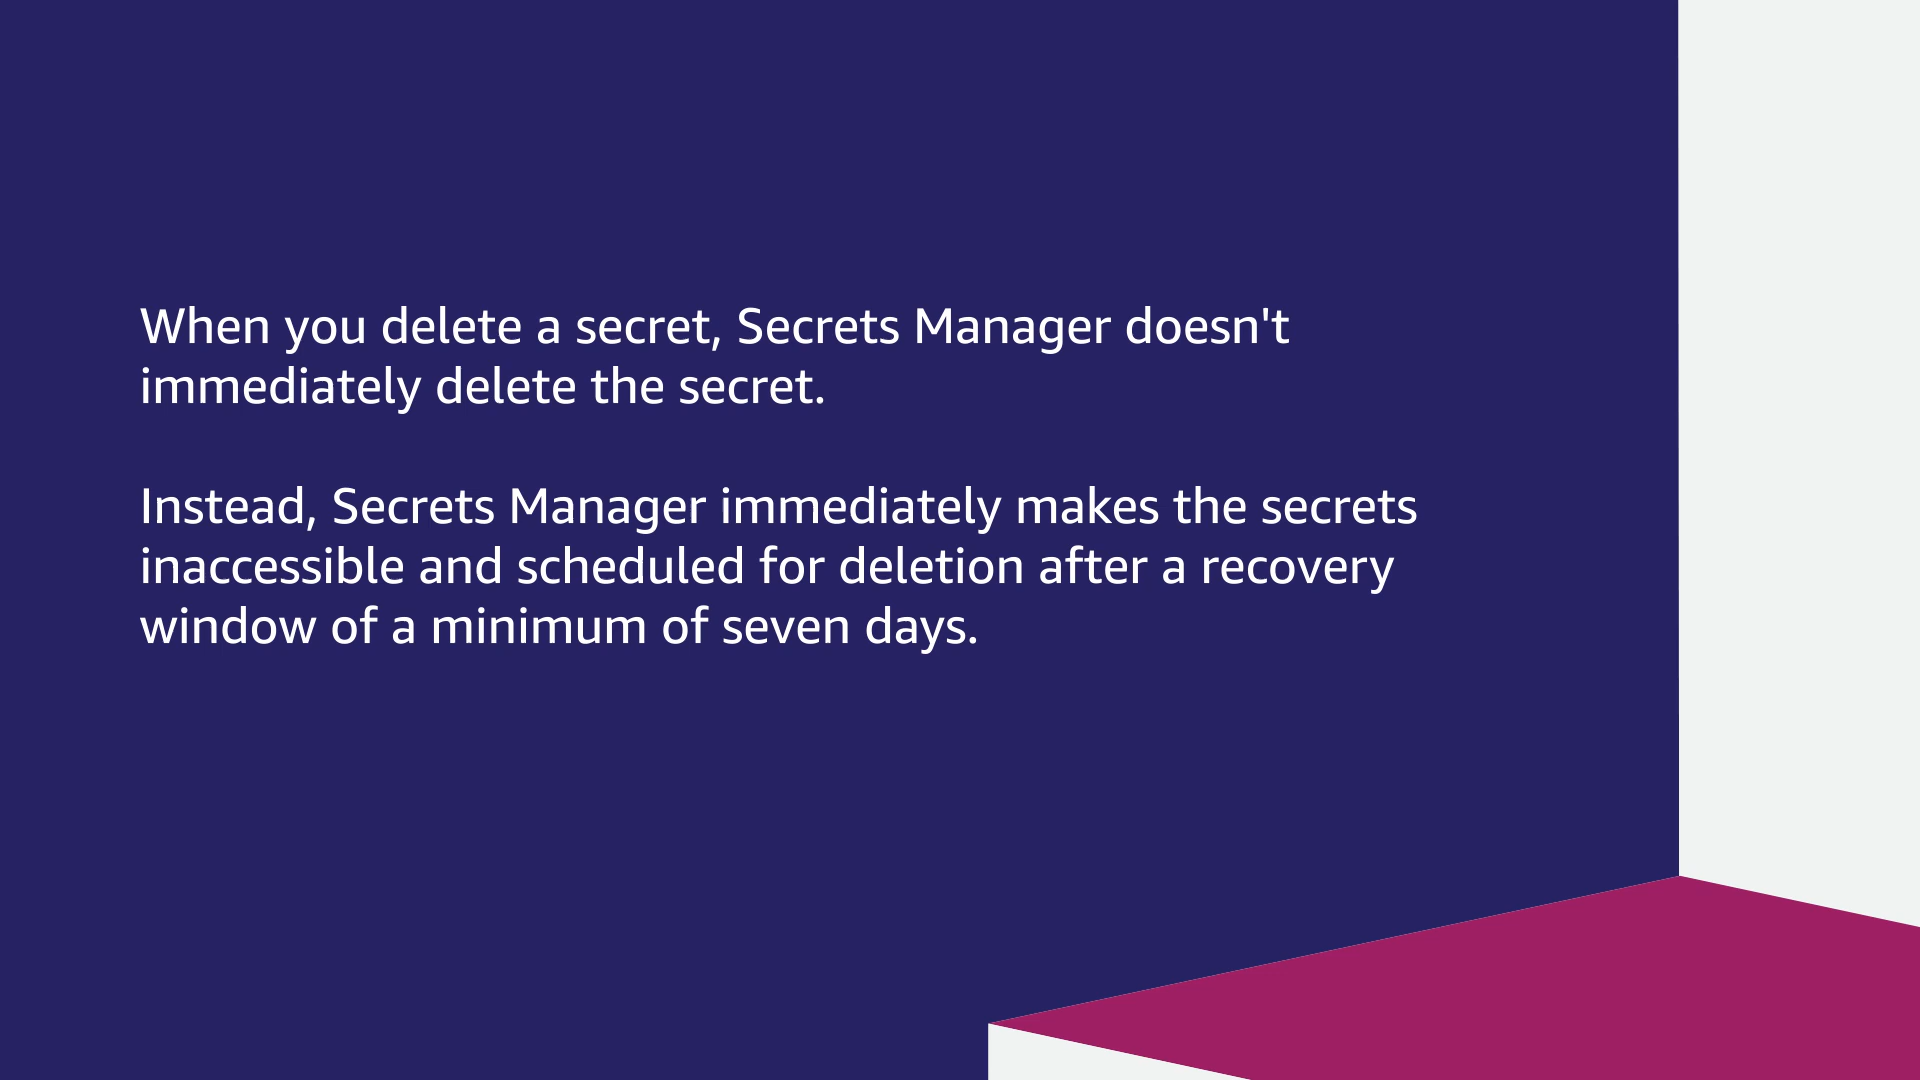 When you delete a secret, Secrets Manager doesn't
immediately delete the secret.
Instead, Secrets Manager immediately makes the secrets
inaccessible and scheduled for deletion after a recovery
window of a minimum of seven days.